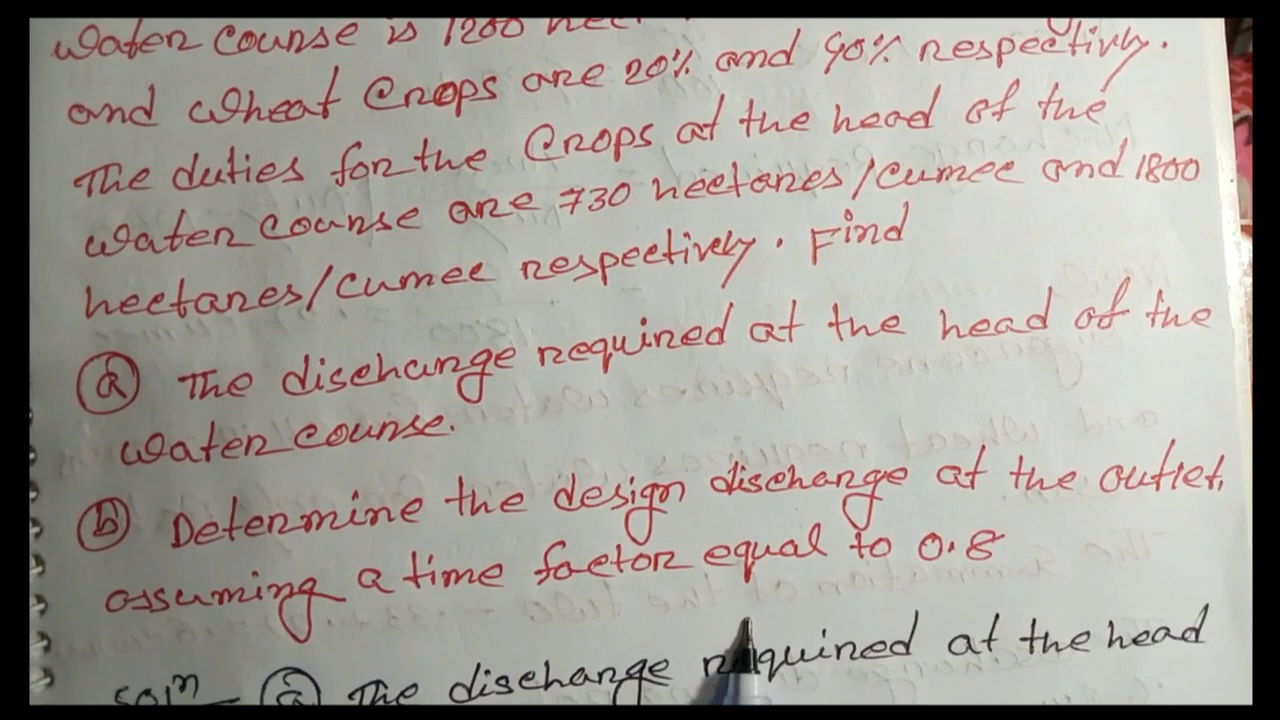 water course is 1200 hect
and wheat crops are 20% and 40% respectively.
The duties for the crops at the head of the
water course are 730 hectares/cumec and 1800
hectares/cumec respectively. Find
(a) The discharge required at the head of the
water course.
(b) Determine the design discharge at the outlet,
assuming a time factor equal to 0.8
Solⁿ - (a) The discharge required at the head